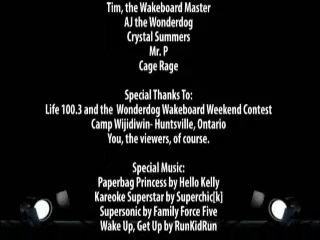 Tim, the Wakeboard Master
AJ the Wonderdog
Crystal Summers
Mr. P
Cage Rage
Special Thanks To:
Life 100.3 and the Wonderdog Wakeboard Weekend Contest
Camp Wijidiwin- Huntsville, Ontario
You, the viewers, of course.
Special Music:
Paperbag Princess by Hello Kelly
Kareoke Superstar by Superchic[k]
Supersonic by Family Force Five
Wake Up, Get Up by RunKidRun